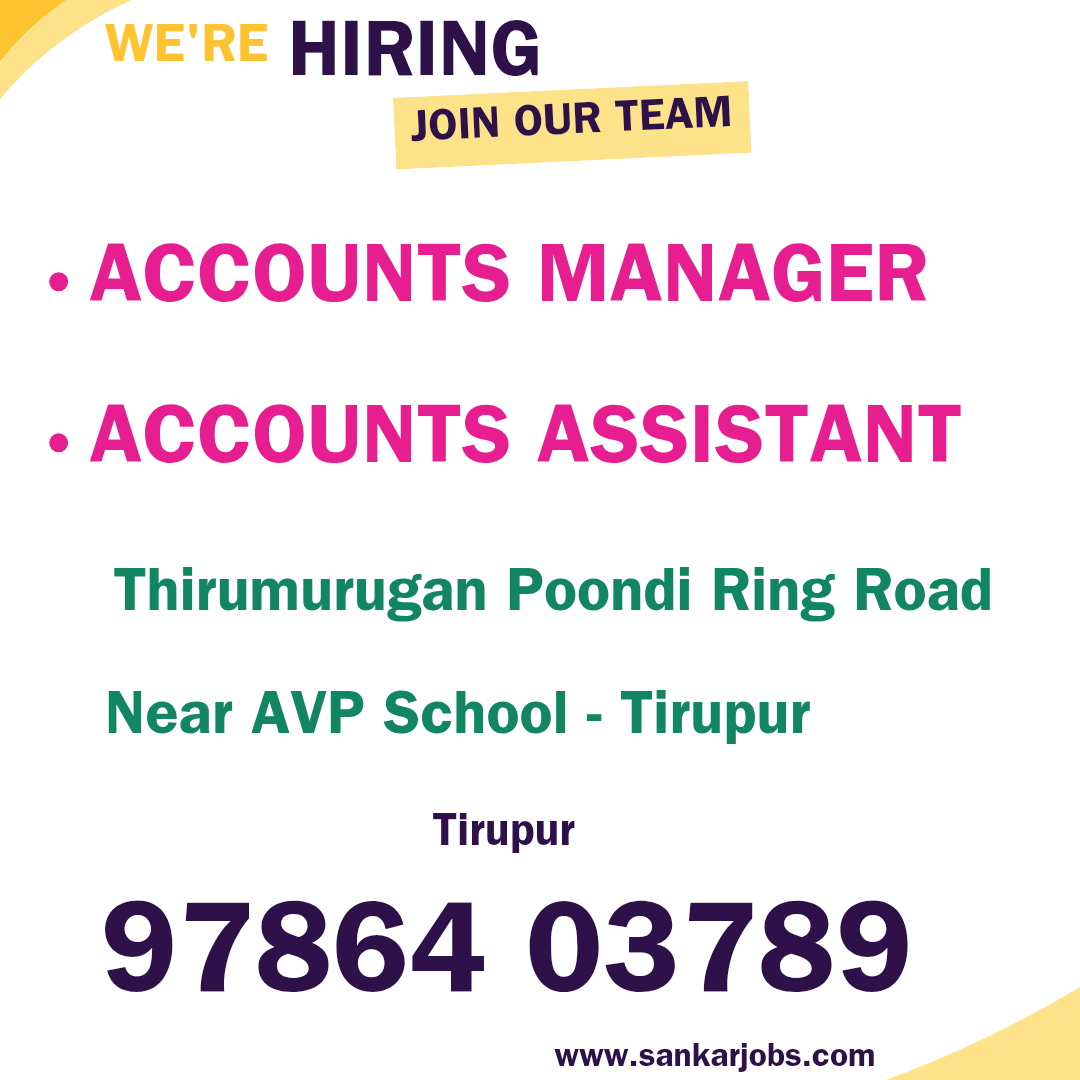 WE'RE HIRING
JOIN OUR TEAM
• ACCOUNTS MANAGER
• ACCOUNTS ASSISTANT
Thirumurugan Poondi Ring Road
Near AVP School - Tirupur
Tirupur
97864 03789
www.sankarjobs.com